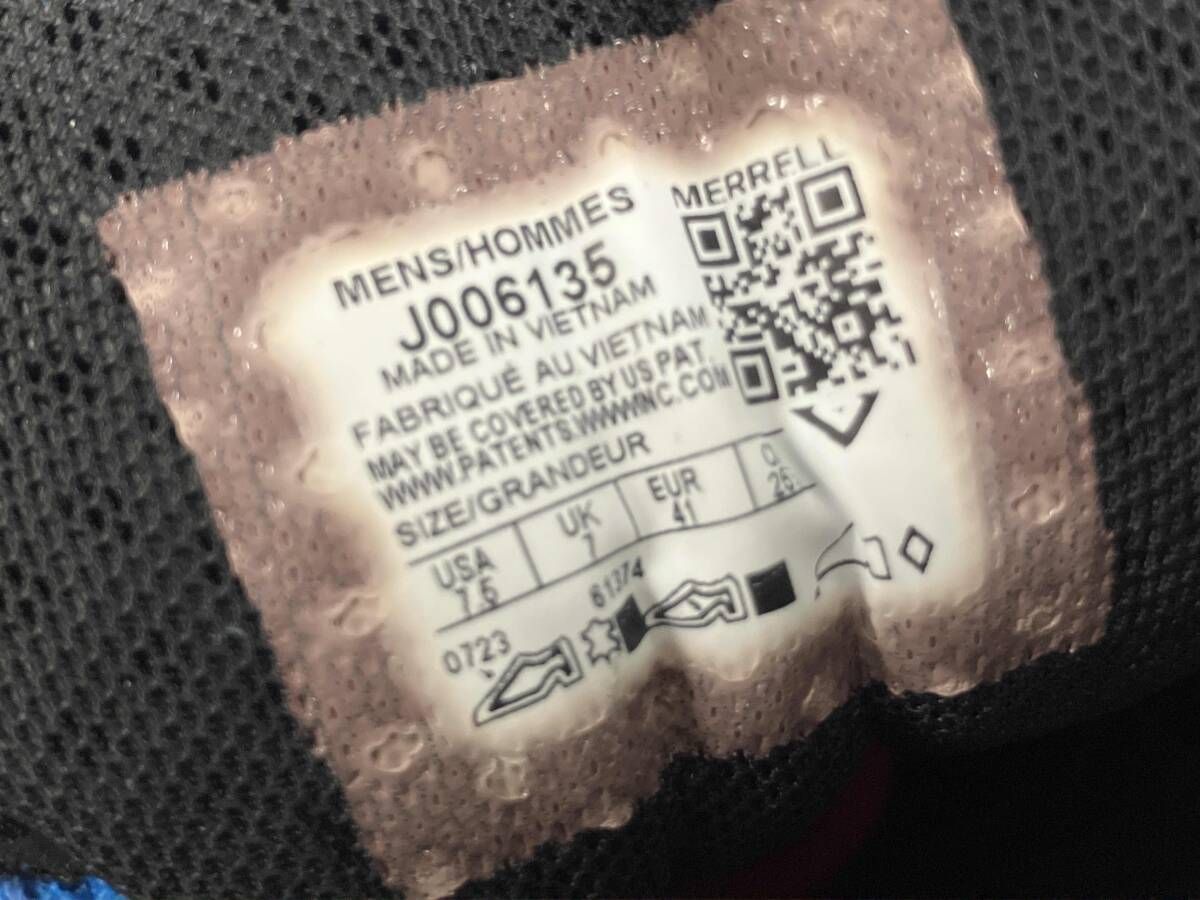 MENS/HOMMES
J006135
MADE IN VIETNAM
FABRIQUÉ AU VIETNAM
MAY BE COVERED BY US PAT.
WWW.PATENTS.WWWINC.COM
MERRELL
SIZE/GRANDEUR
USA UK EUR
7.5 7 41 25.
0723 61374